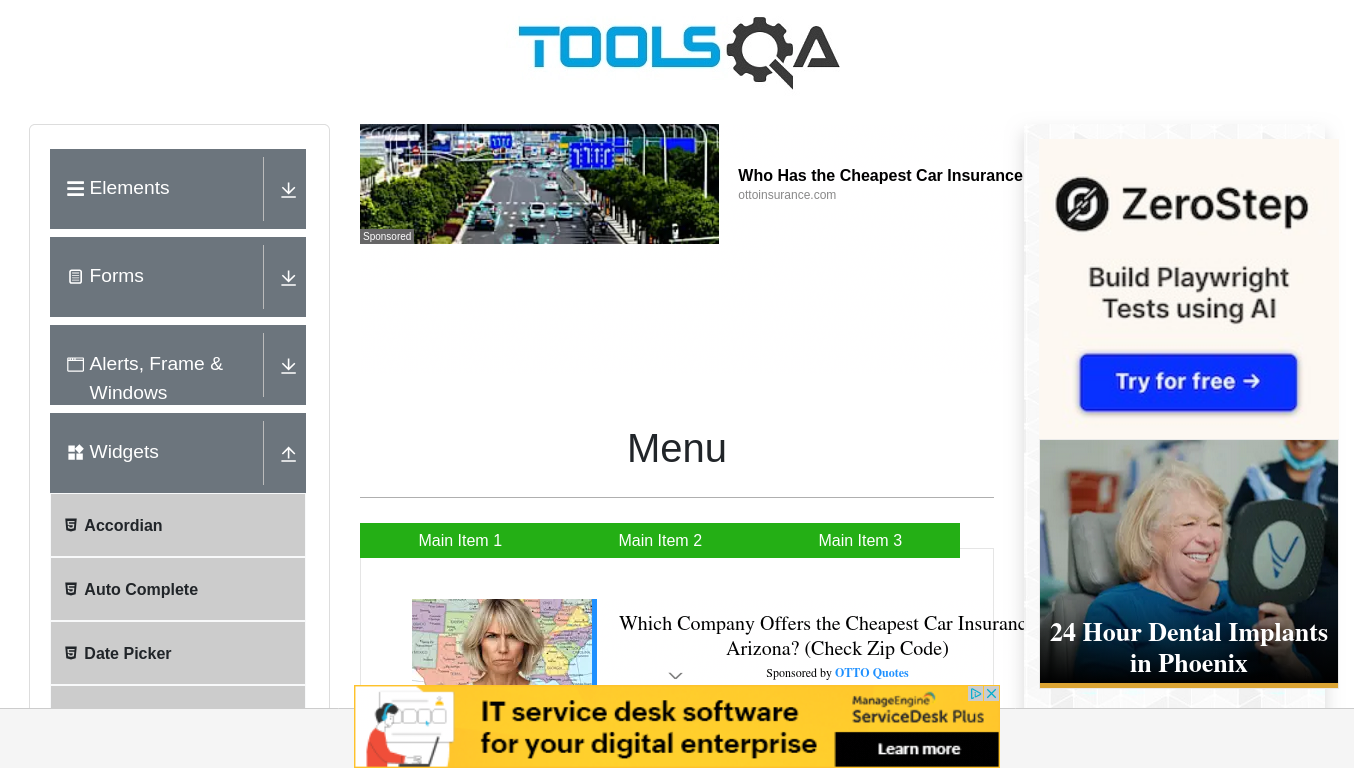 TOOLSQA
Elements
Forms
Alerts, Frame &
Windows
Widgets
Accordian
Auto Complete
Date Picker
Sponsored
Who Has the Cheapest Car Insurance
ottoinsurance.com
Menu
Main Item 1
Main Item 2
Main Item 3
Which Company Offers the Cheapest Car Insuranc
Arizona? (Check Zip Code)
Sponsored by OTTO Quotes
ZeroStep
Build Playwright
Tests using AI
Try for free →
24 Hour Dental Implants
in Phoenix
IT service desk software
for your digital enterprise
ManageEngine
ServiceDesk Plus
Learn more